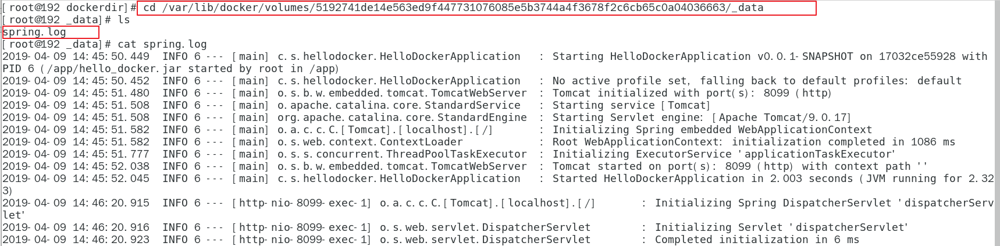 [root@192 dockerdir]# cd /var/lib/docker/volumes/5192741de14e563ed9f447731076085e5b3744a4f3678f2c6cb65c0a04036663/_data
[root@192 _data]# ls
spring.log
[root@192 _data]# cat spring.log
2019-04-09 14:45:50.449  INFO 6 --- [main] c.s.hellodocker.HelloDockerApplication   : Starting HelloDockerApplication v0.0.1-SNAPSHOT on 17032ce55928 with
PID 6 (/app/hello_docker.jar started by root in /app)
2019-04-09 14:45:50.452  INFO 6 --- [main] c.s.hellodocker.HelloDockerApplication   : No active profile set, falling back to default profiles: default
2019-04-09 14:45:51.480  INFO 6 --- [main] o.s.b.w.embedded.tomcat.TomcatWebServer  : Tomcat initialized with port(s): 8099 (http)
2019-04-09 14:45:51.508  INFO 6 --- [main] o.apache.catalina.core.StandardService   : Starting service [Tomcat]
2019-04-09 14:45:51.508  INFO 6 --- [main] org.apache.catalina.core.StandardEngine  : Starting Servlet engine: [Apache Tomcat/9.0.17]
2019-04-09 14:45:51.582  INFO 6 --- [main] o.a.c.c.C.[Tomcat].[localhost].[/]       : Initializing Spring embedded WebApplicationContext
2019-04-09 14:45:51.582  INFO 6 --- [main] o.s.web.context.ContextLoader            : Root WebApplicationContext: initialization completed in 1086 ms
2019-04-09 14:45:51.777  INFO 6 --- [main] o.s.s.concurrent.ThreadPoolTaskExecutor  : Initializing ExecutorService 'applicationTaskExecutor'
2019-04-09 14:45:52.038  INFO 6 --- [main] o.s.b.w.embedded.tomcat.TomcatWebServer  : Tomcat started on port(s): 8099 (http) with context path ''
2019-04-09 14:45:52.045  INFO 6 --- [main] c.s.hellodocker.HelloDockerApplication   : Started HelloDockerApplication in 2.003 seconds (JVM running for 2.32
3)
2019-04-09 14:46:20.915  INFO 6 --- [http-nio-8099-exec-1] o.a.c.c.C.[Tomcat].[localhost].[/]       : Initializing Spring DispatcherServlet 'dispatcherServ
let'
2019-04-09 14:46:20.916  INFO 6 --- [http-nio-8099-exec-1] o.s.web.servlet.DispatcherServlet        : Initializing Servlet 'dispatcherServlet'
2019-04-09 14:46:20.923  INFO 6 --- [http-nio-8099-exec-1] o.s.web.servlet.DispatcherServlet        : Completed initialization in 6 ms